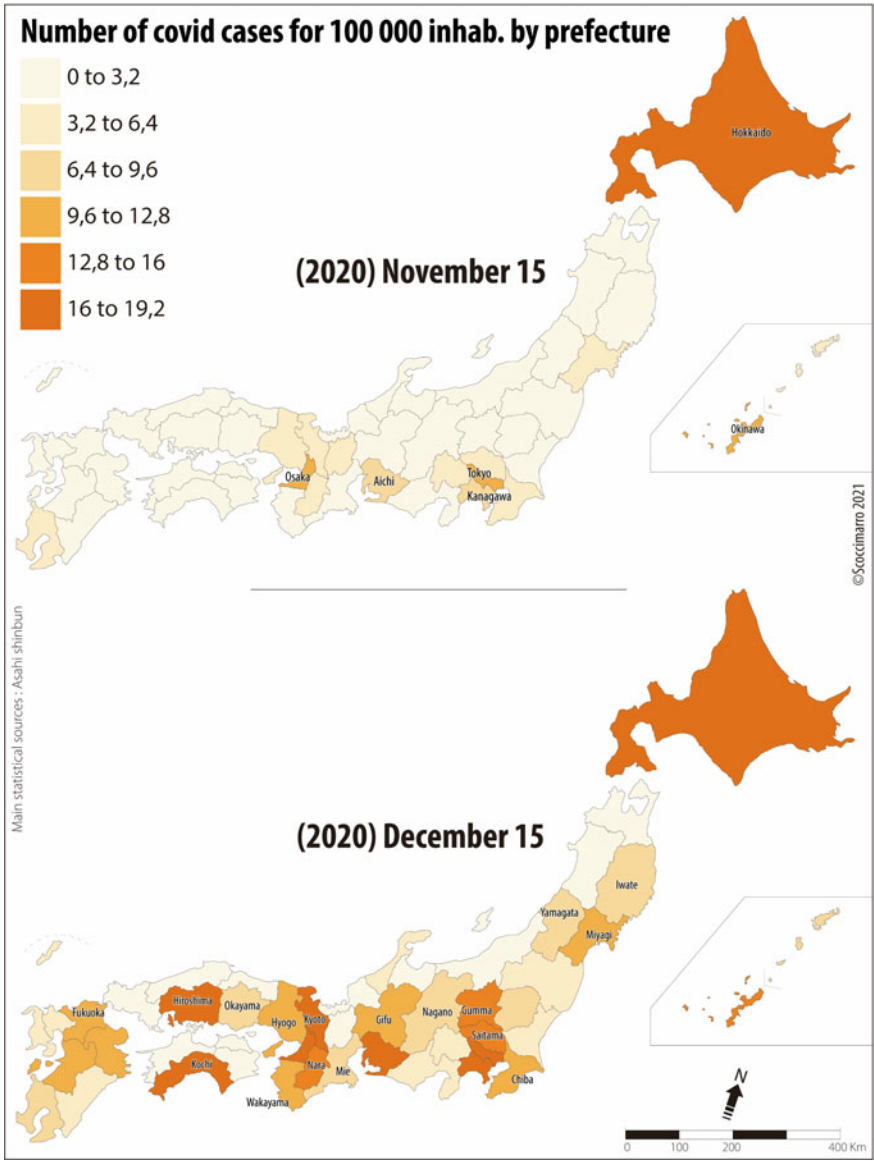 Number of covid cases for 100 000 inhab. by prefecture
0 to 3,2
3,2 to 6,4
6,4 to 9,6
9,6 to 12,8
12,8 to 16
16 to 19,2
Hokkaido
(2020) November 15
Okinawa
Osaka
Aichi
Tokyo
Kanagawa
©Scoccimarro 2021
Main statistical sources : Asahi shinbun
(2020) December 15
Iwate
Yamagata
Miyagi
Fukuoka
Hiroshima
Okayama
Hyogo
Kyoto
Gifu
Nagano
Gumma
Saitama
Kochi
Nara
Mie
Chiba
Wakayama
N
0 100 200 400 Km